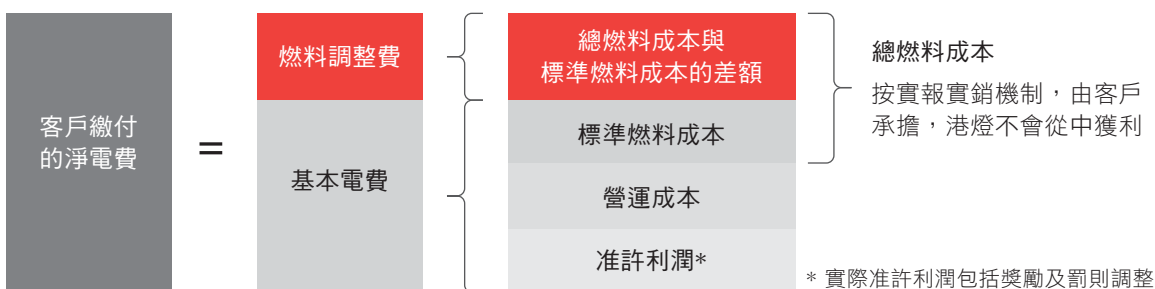 客戶繳付
的淨電費
=
燃料調整費
基本電費
總燃料成本與
標準燃料成本的差額
標準燃料成本
營運成本
准許利潤*
總燃料成本
按實報實銷機制，由客戶
承擔，港燈不會從中獲利
* 實際准許利潤包括獎勵及罰則調整